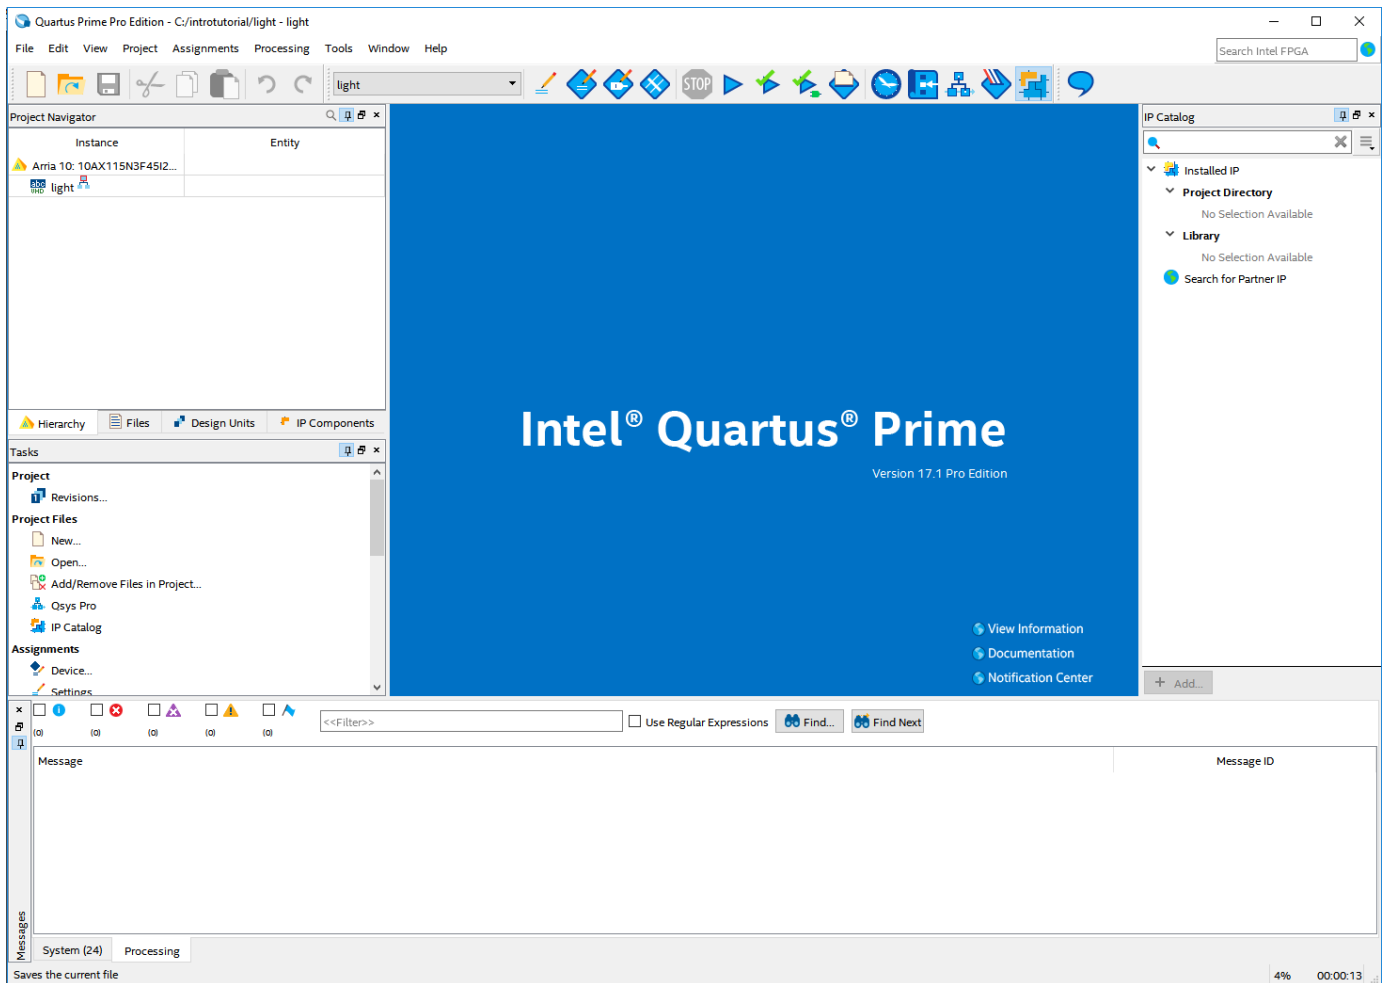 Quartus Prime Pro Edition - C:/introtutorial/light - light
File Edit View Project Assignments Processing Tools Window Help
Search Intel FPGA
light
STOP
Project Navigator
Instance Entity
Arria 10: 10AX115N3F45I2...
light
Hierarchy Files Design Units IP Components
Tasks
Project
Revisions...
Project Files
New...
Open...
Add/Remove Files in Project...
Qsys Pro
IP Catalog
Assignments
Device...
Settings
Intel® Quartus® Prime
Version 17.1 Pro Edition
View Information
Documentation
Notification Center
IP Catalog
Installed IP
Project Directory
No Selection Available
Library
No Selection Available
Search for Partner IP
+ Add...
(0) (0) (0) (0) (0)
<<Filter>> Use Regular Expressions Find... Find Next
Message Message ID
Messages
System (24) Processing
Saves the current file
4% 00:00:13